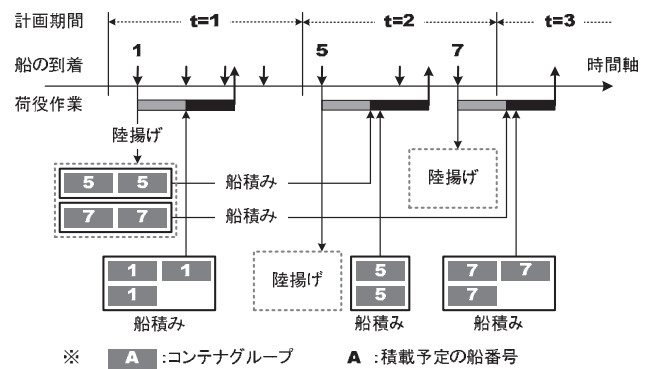 計画期間 t=1 t=2 t=3
1 5 7
船の到着 時間軸
荷役作業
陸揚げ
5 5 船積み 陸揚げ
7 7 船積み
1 1 陸揚げ 5 7 7
1 5 7
船積み 船積み 船積み
※ A :コンテナグループ A :積載予定の船番号